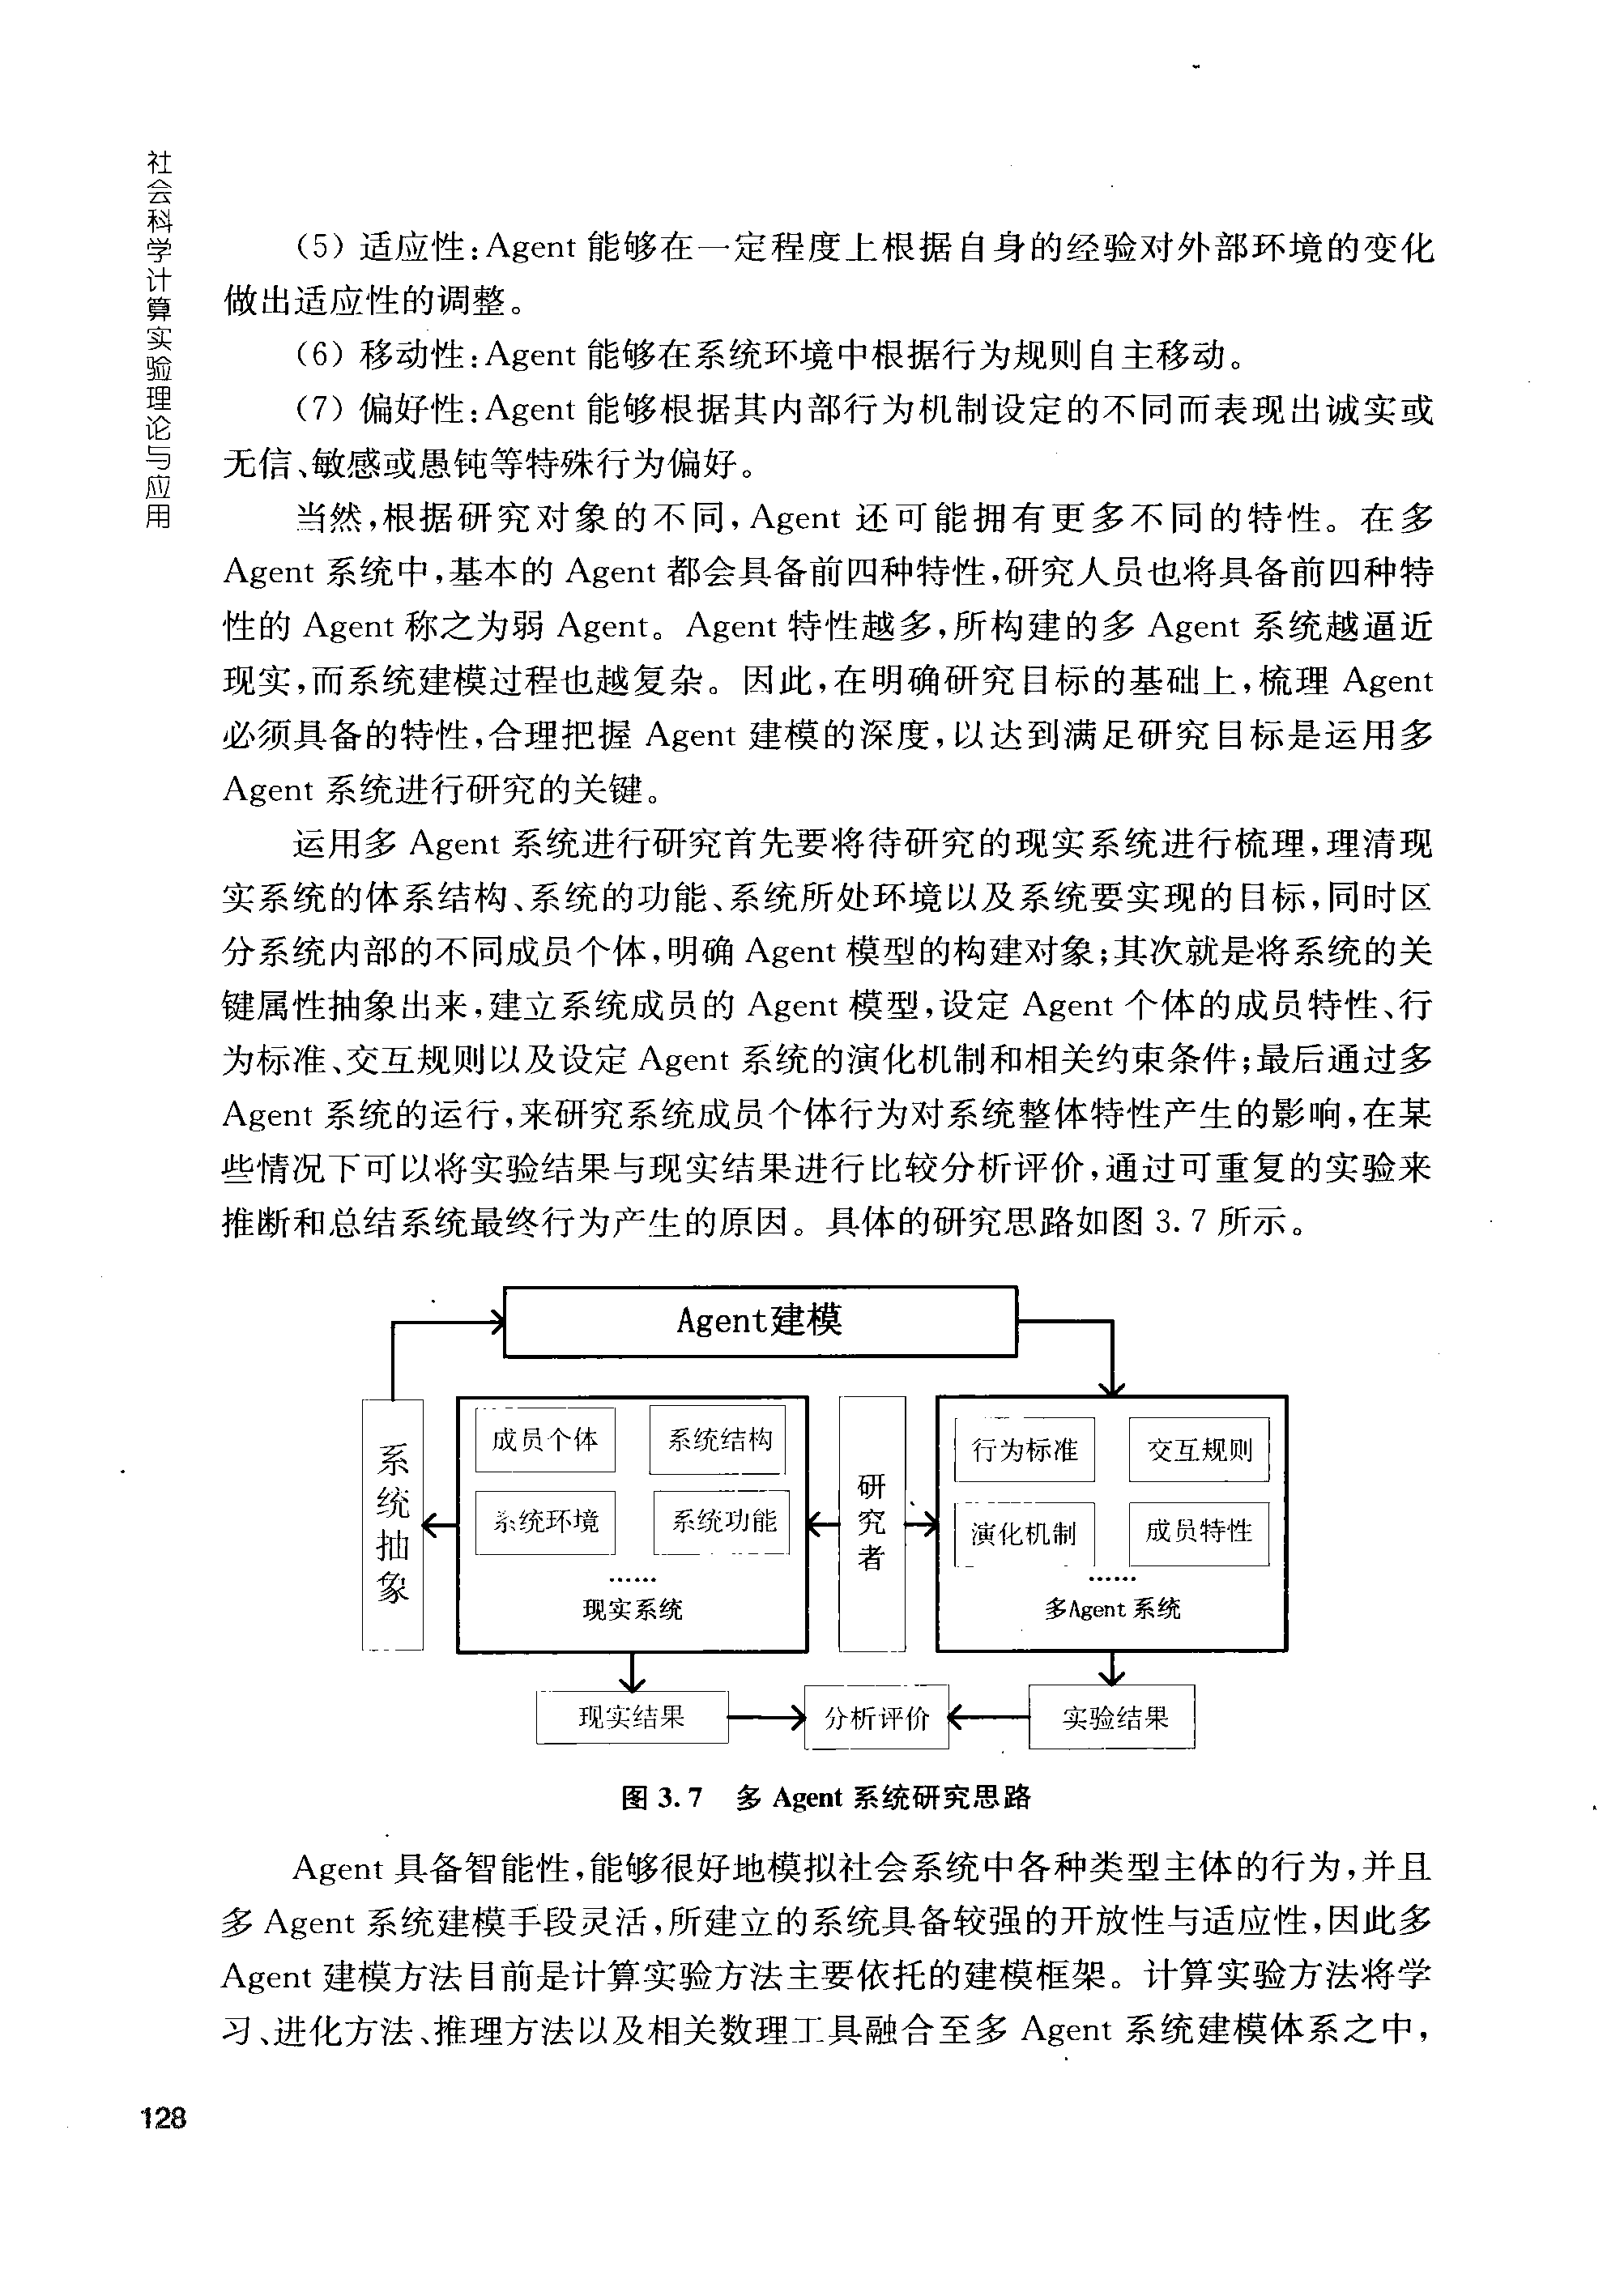 社会科学计算实验理论与应用
(5) 适应性:Agent 能够在一定程度上根据自身的经验对外部环境的变化
做出适应性的调整。
(6) 移动性:Agent 能够在系统环境中根据行为规则自主移动。
(7) 偏好性:Agent 能够根据其内部行为机制设定的不同而表现出诚实或
无信、敏感或愚钝等特殊行为偏好。
当然,根据研究对象的不同,Agent 还可能拥有更多不同的特性。在多
Agent 系统中,基本的 Agent 都会具备前四种特性,研究人员也将具备前四种特
性的 Agent 称之为弱 Agent。Agent 特性越多,所构建的多 Agent 系统越逼近
现实,而系统建模过程也越复杂。因此,在明确研究目标的基础上,梳理 Agent
必须具备的特性,合理把握 Agent 建模的深度,以达到满足研究目标是运用多
Agent 系统进行研究的关键。
运用多 Agent 系统进行研究首先要将待研究的现实系统进行梳理,理清现
实系统的体系结构、系统的功能、系统所处环境以及系统要实现的目标,同时区
分系统内部的不同成员个体,明确 Agent 模型的构建对象;其次就是将系统的关
键属性抽象出来,建立系统成员的 Agent 模型,设定 Agent 个体的成员特性、行
为标准、交互规则以及设定 Agent 系统的演化机制和相关约束条件;最后通过多
Agent 系统的运行,来研究系统成员个体行为对系统整体特性产生的影响,在某
些情况下可以将实验结果与现实结果进行比较分析评价,通过可重复的实验来
推断和总结系统最终行为产生的原因。具体的研究思路如图 3.7 所示。
Agent建模
系统抽象
成员个体
系统结构
系统环境
系统功能
……
现实系统
研究者
行为标准
交互规则
演化机制
成员特性
……
多Agent系统
现实结果
分析评价
实验结果
图 3.7 多 Agent 系统研究思路
Agent 具备智能性,能够很好地模拟社会系统中各种类型主体的行为,并且
多 Agent 系统建模手段灵活,所建立的系统具备较强的开放性与适应性,因此多
Agent 建模方法目前是计算实验方法主要依托的建模框架。计算实验方法将学
习、进化方法、推理方法以及相关数理工具融合至多 Agent 系统建模体系之中,
128